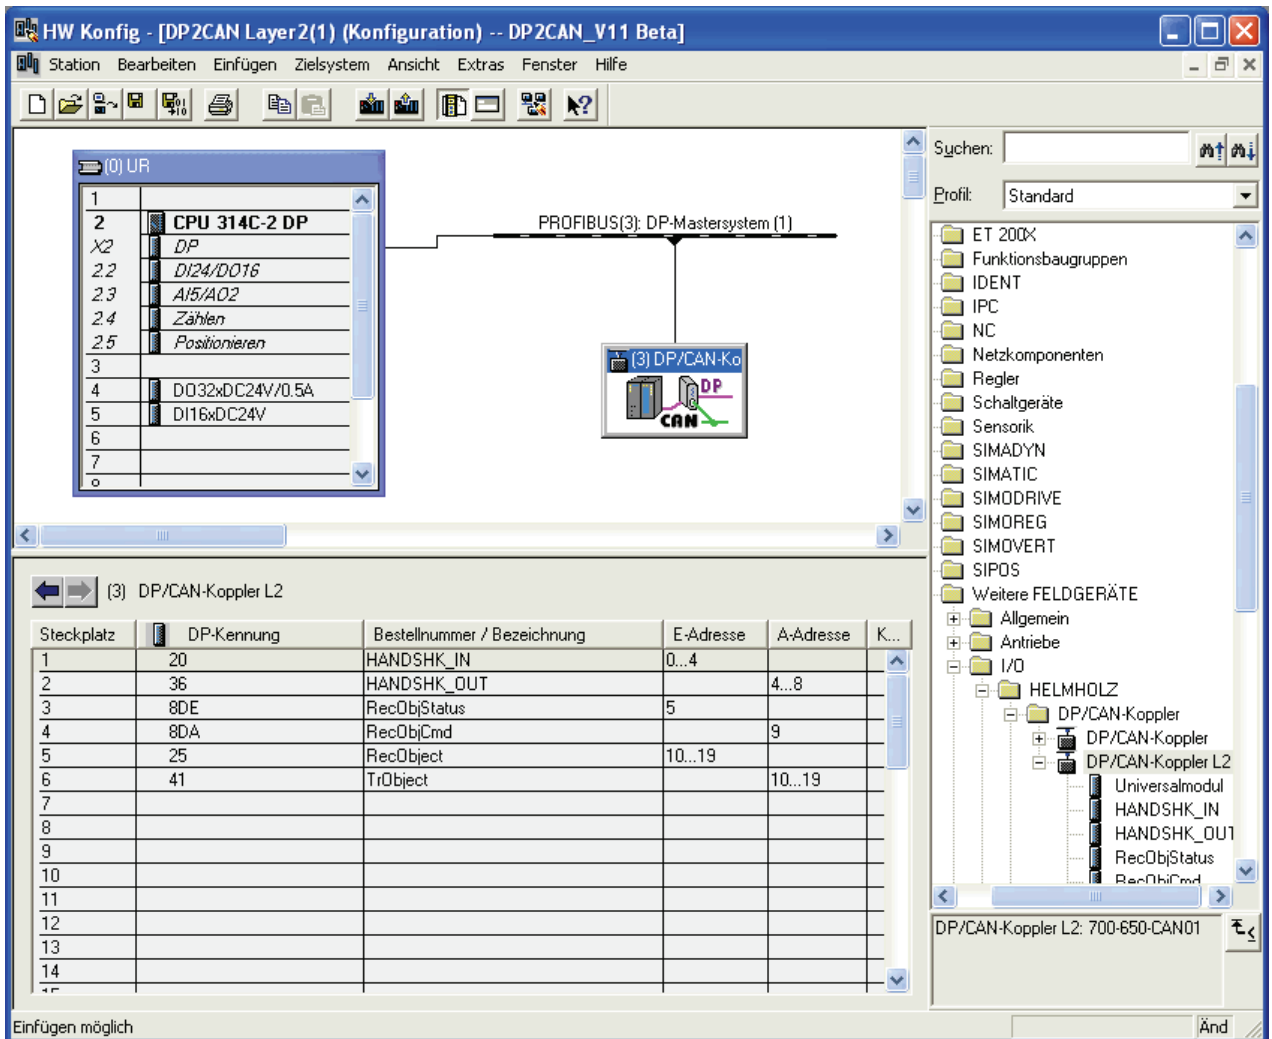 HW Konfig - [DP2CAN Layer2(1) (Konfiguration) -- DP2CAN_V11 Beta]
Station Bearbeiten Einfügen Zielsystem Ansicht Extras Fenster Hilfe
(0) UR
1
2 CPU 314C-2 DP
X2 DP
2.2 DI24/DO16
2.3 AI5/AO2
2.4 Zählen
2.5 Positionieren
3
4 DO32xDC24V/0.5A
5 DI16xDC24V
6
7
PROFIBUS(3): DP-Mastersystem (1)
(3) DP/CAN-Ko
DP
CAN
Suchen:
Profil: Standard
ET 200X
Funktionsbaugruppen
IDENT
IPC
NC
Netzkomponenten
Regler
Schaltgeräte
Sensorik
SIMADYN
SIMATIC
SIMODRIVE
SIMOREG
SIMOVERT
SIPOS
Weitere FELDGERÄTE
Allgemein
Antriebe
I/O
HELMHOLZ
DP/CAN-Koppler
DP/CAN-Koppler
DP/CAN-Koppler L2
Universalmodul
HANDSHK_IN
HANDSHK_OUT
RecObjStatus
RecObjCmd
DP/CAN-Koppler L2: 700-650-CAN01
(3) DP/CAN-Koppler L2
Steckplatz DP-Kennung Bestellnummer / Bezeichnung E-Adresse A-Adresse K...
1 20 HANDSHK_IN 0...4
2 36 HANDSHK_OUT 4...8
3 8DE RecObjStatus 5
4 8DA RecObjCmd 9
5 25 RecObject 10...19
6 41 TrObject 10...19
7
8
9
10
11
12
13
14
Einfügen möglich
Änd